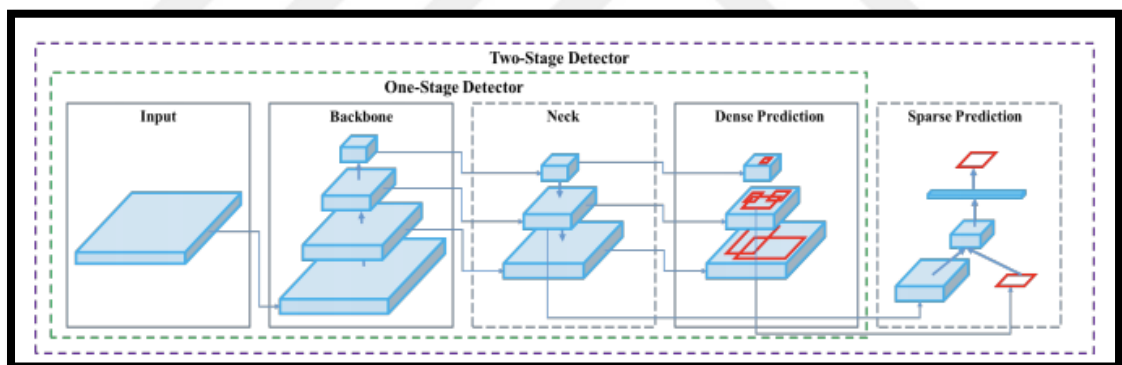 Two-Stage Detector
One-Stage Detector
Input
Backbone
Neck
Dense Prediction
Sparse Prediction